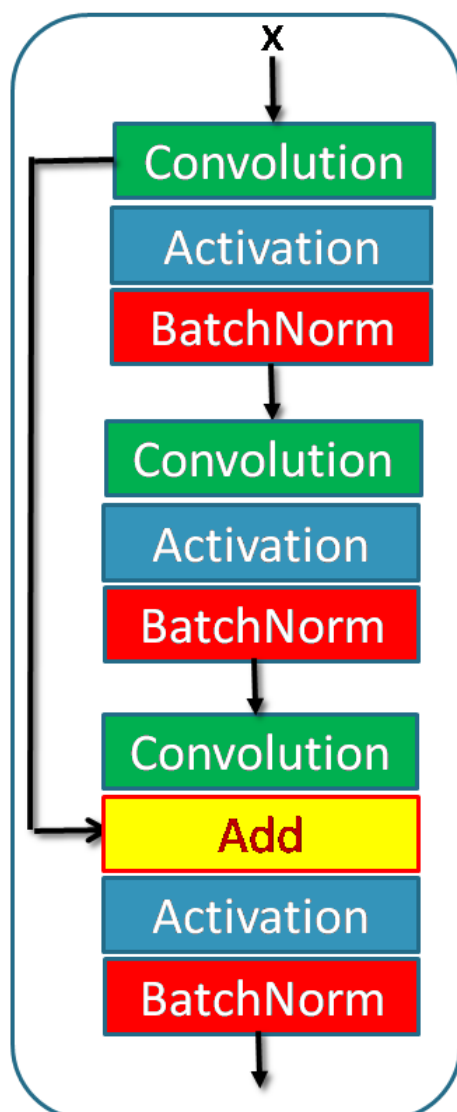 X
Convolution
Activation
BatchNorm
Convolution
Activation
BatchNorm
Convolution
Add
Activation
BatchNorm